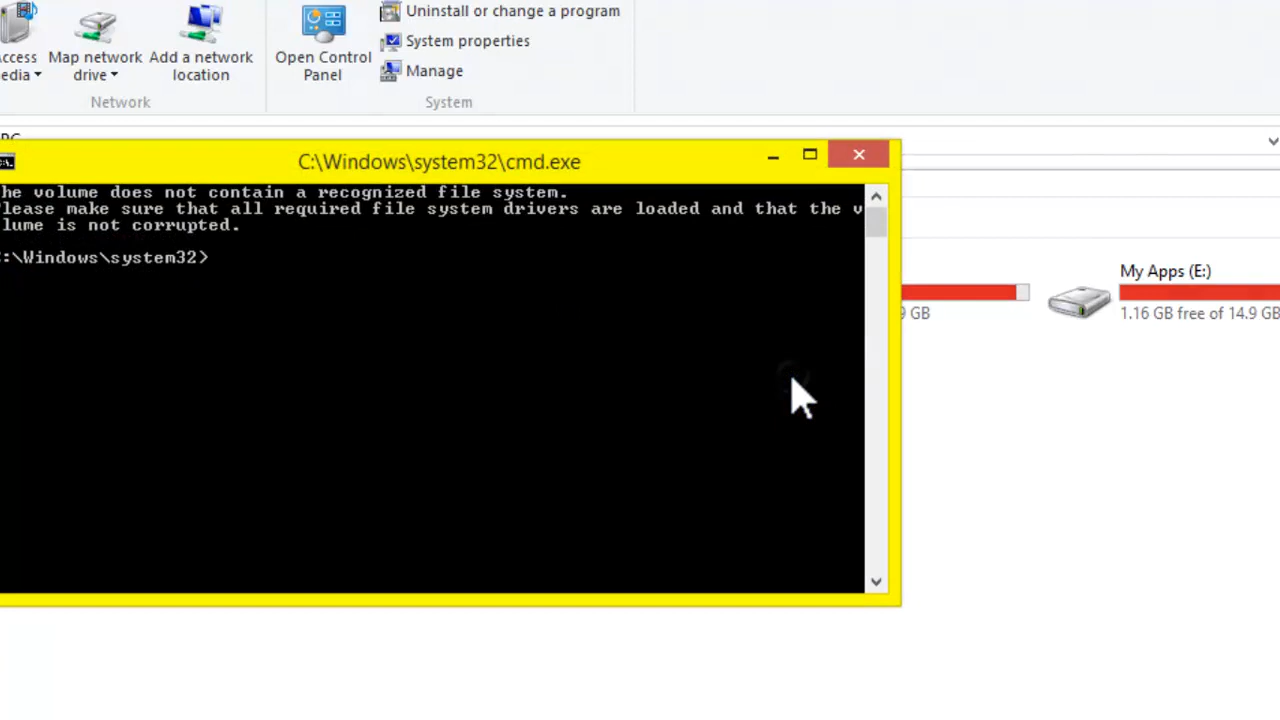 Uninstall or change a program
System properties
Manage
Map network
drive
Add a network
location
Open Control
Panel
Network
System
C:\Windows\system32\cmd.exe
he volume does not contain a recognized file system.
lease make sure that all required file system drivers are loaded and that the v
lume is not corrupted.
:\Windows\system32>
My Apps (E:)
9 GB
1.16 GB free of 14.9 GB